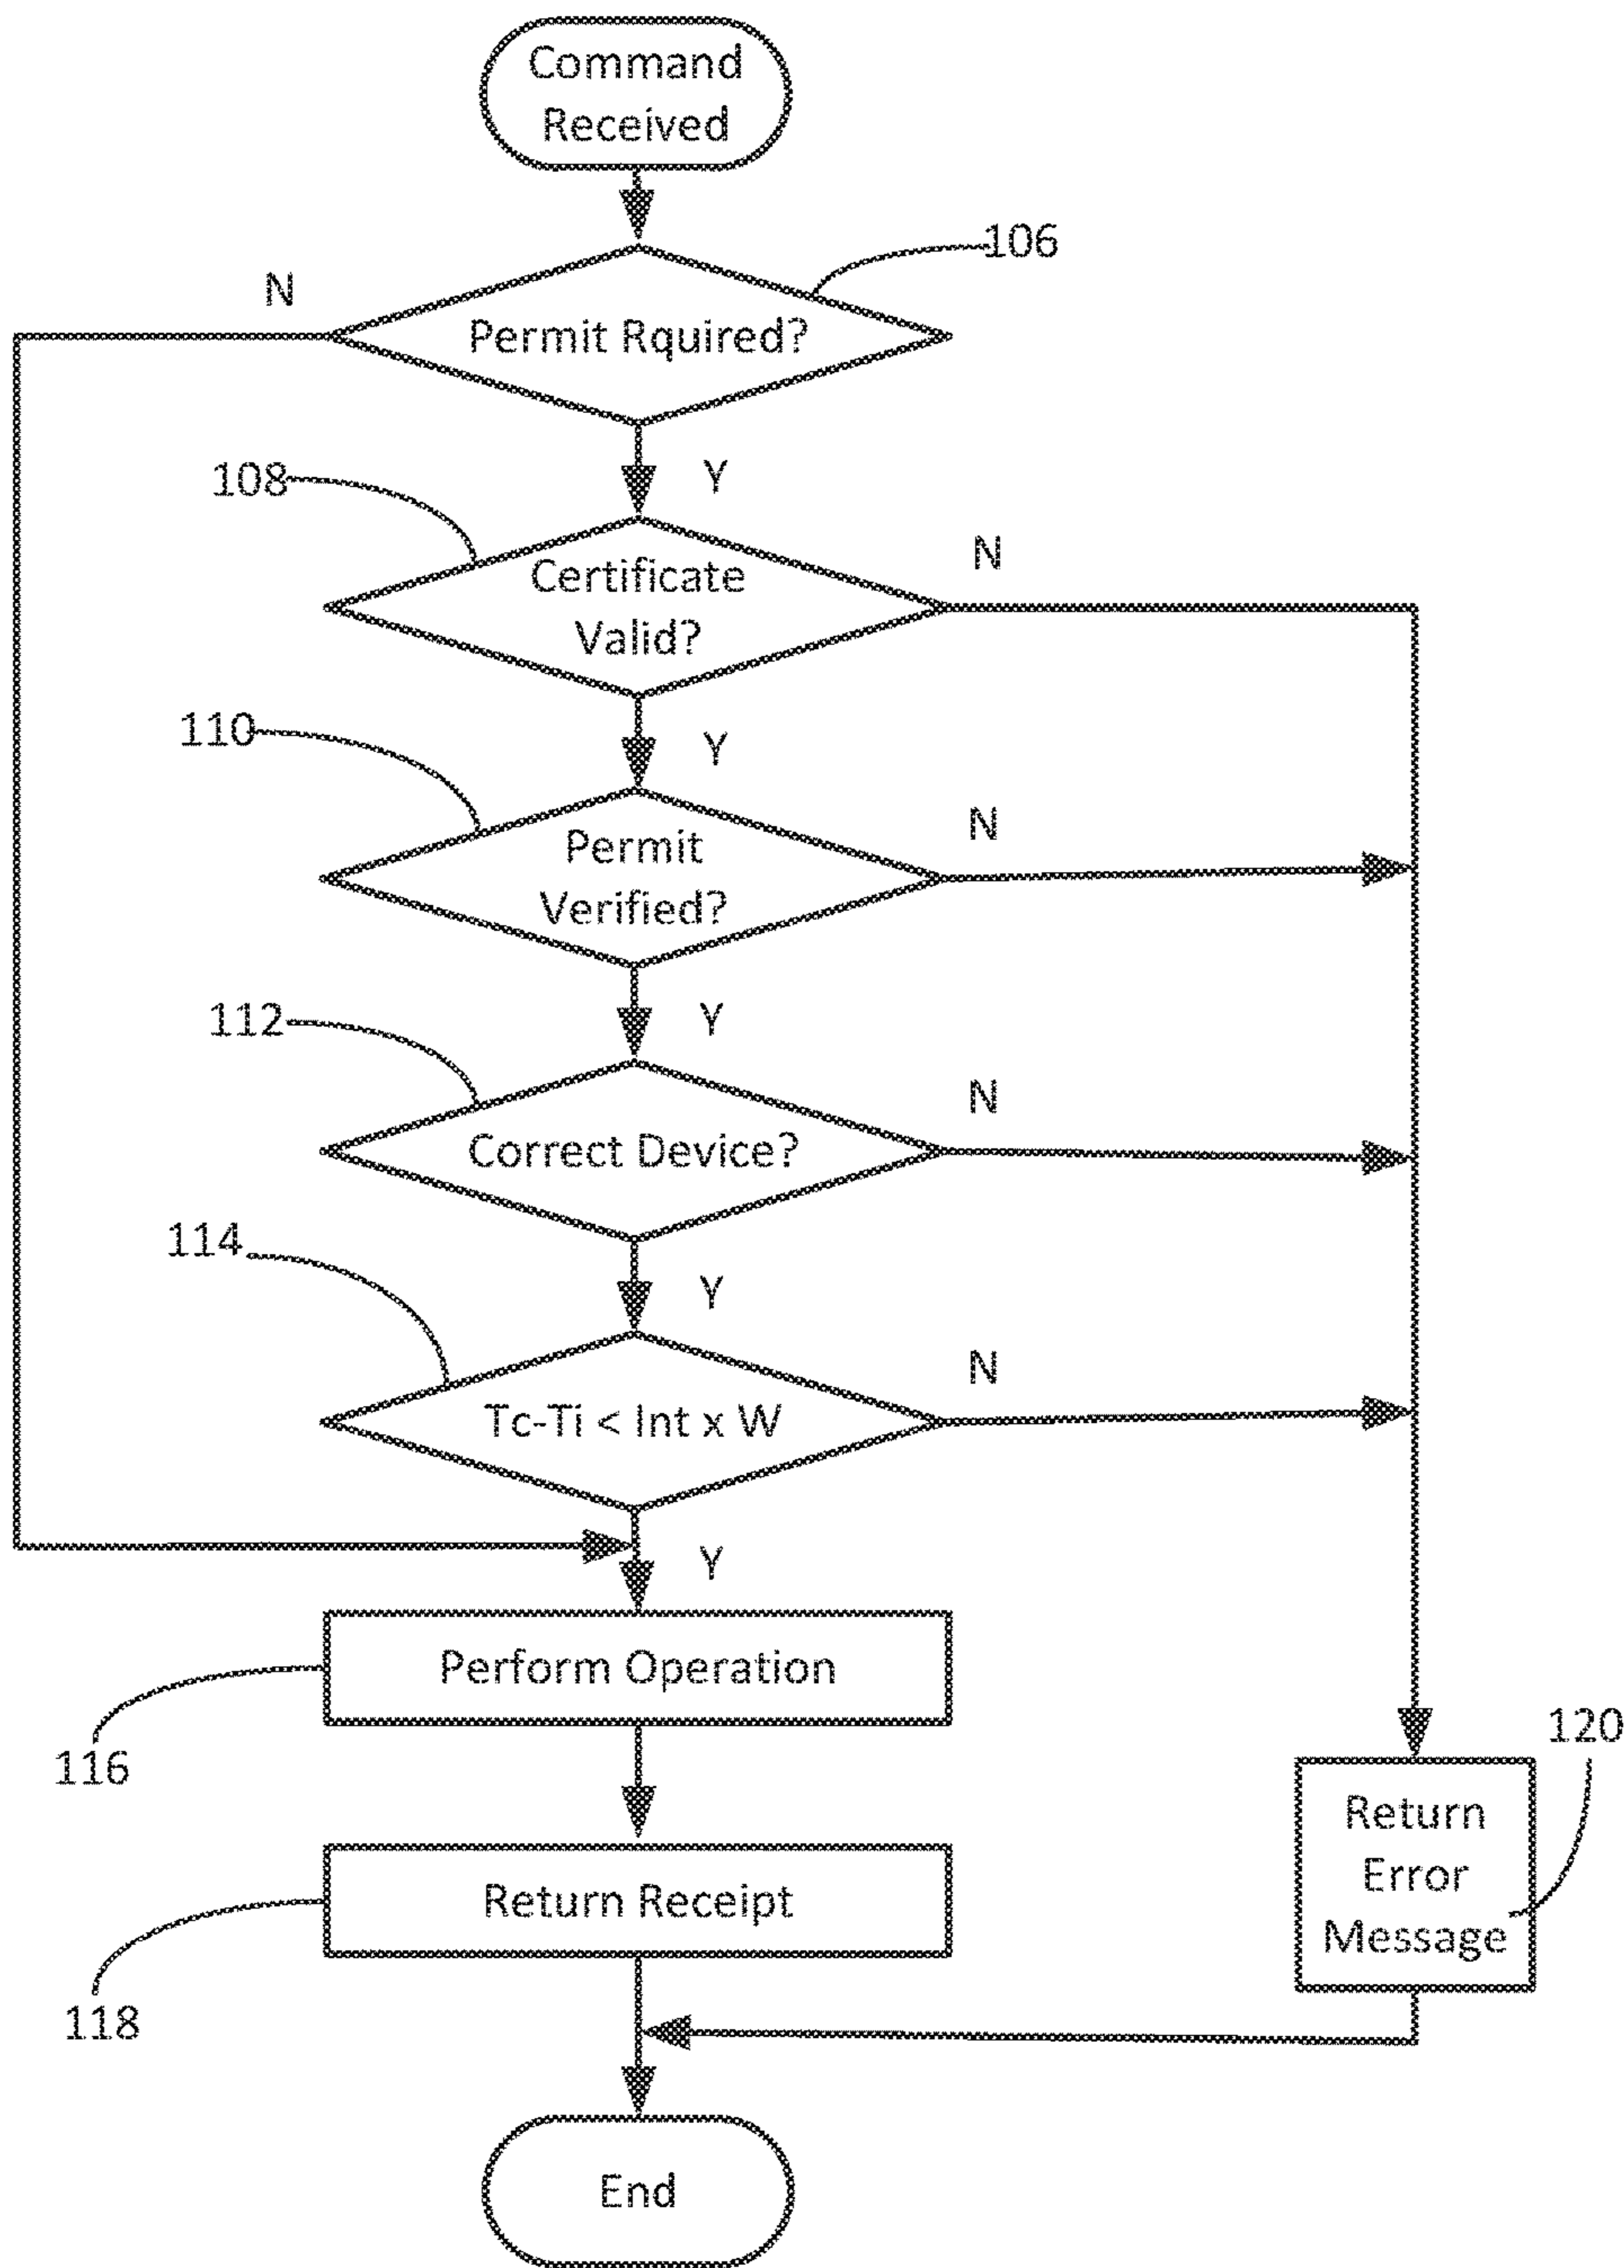 Command
Received
106
N
Permit Rquired?
Y
108
N
Certificate
Valid?
110
Y
N
Permit
Verified?
112
Y
N
Correct Device?
114
Y
N
Tc-Ti < Int x W
Y
Perform Operation
116
120
Return
Error
Message
Return Receipt
118
End